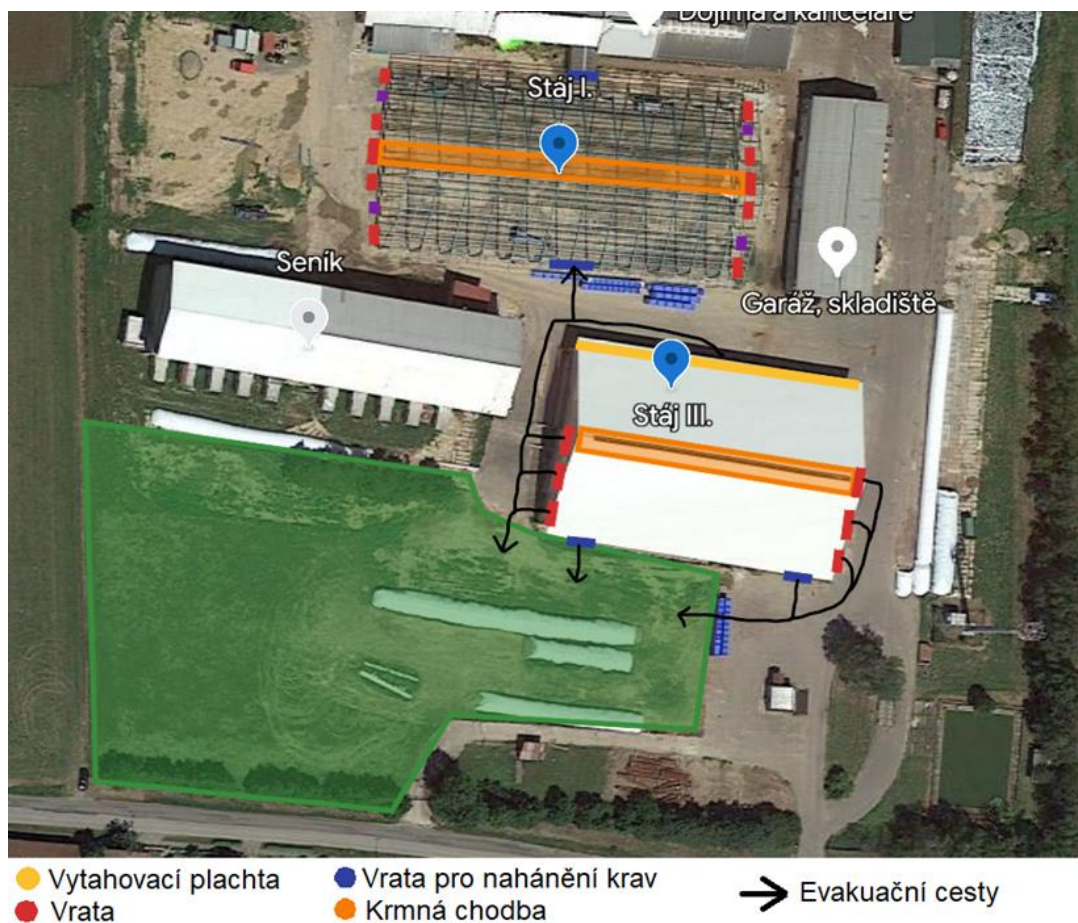 Dojírna a kanceláře
Stáj I.
Seník
Garáž, skladiště
Stáj III.
Vytahovací plachta
Vrata pro nahánění krav
Evakuační cesty
Vrata
Krmná chodba